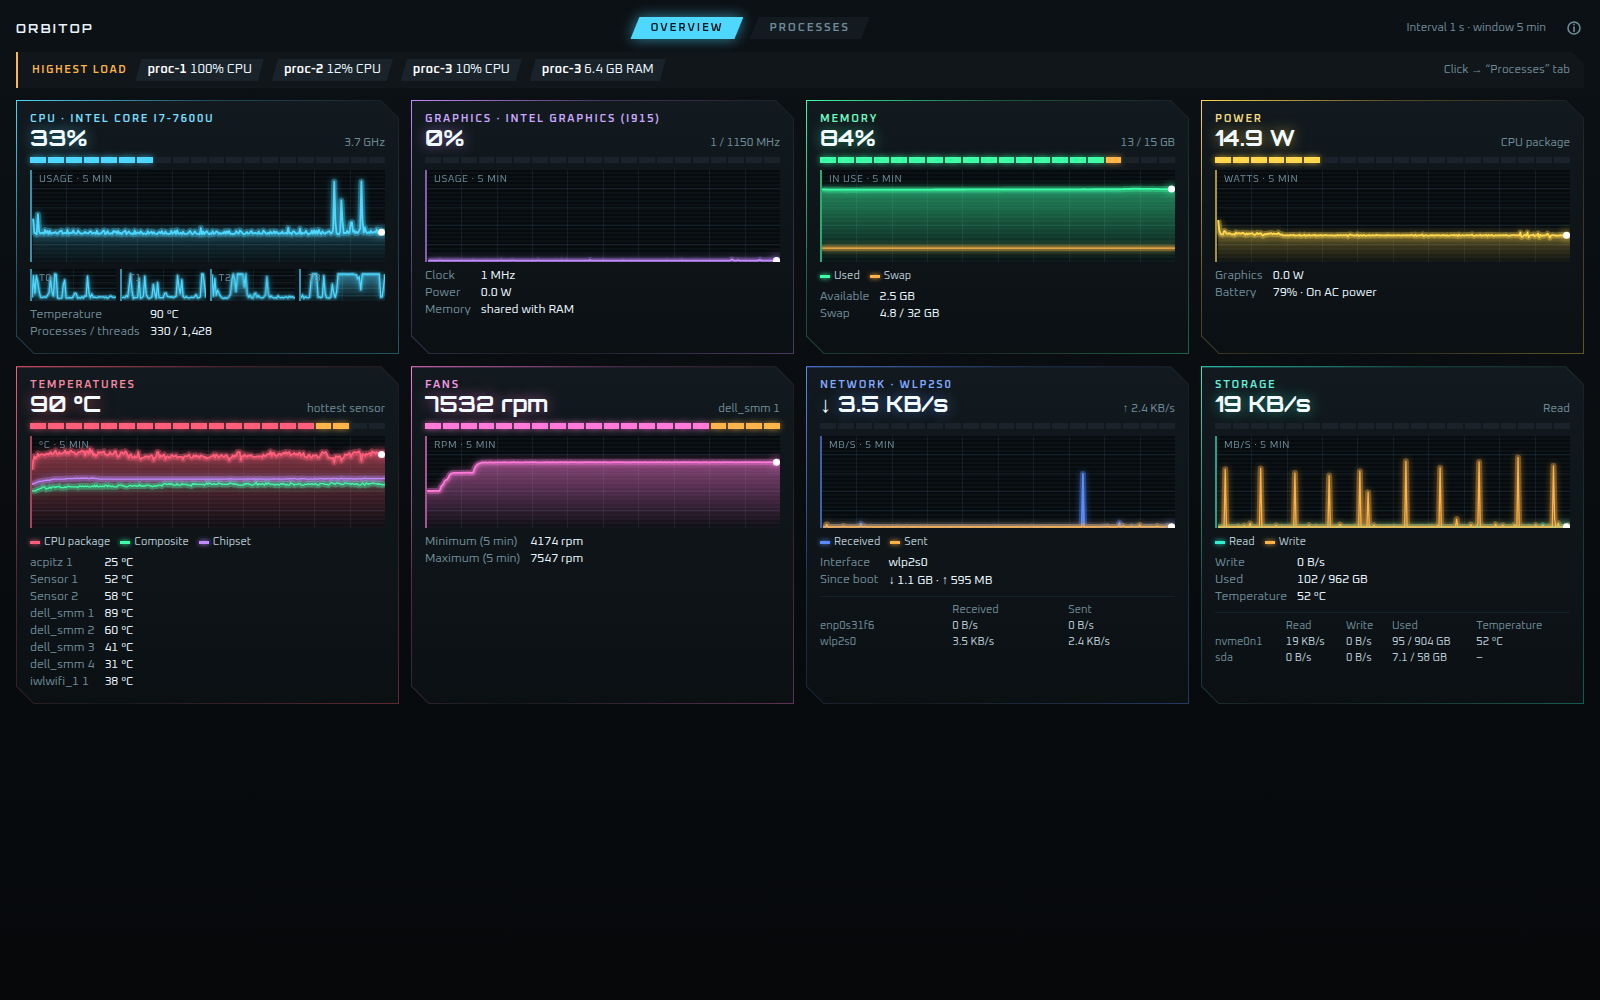 ORBITOP
OVERVIEW
PROCESSES
Interval 1 s · window 5 min
HIGHEST LOAD
proc-1 100% CPU
proc-2 12% CPU
proc-3 10% CPU
proc-3 6.4 GB RAM
Click → “Processes” tab
CPU · INTEL CORE I7-7600U
33%
3.7 GHz
USAGE · 5 MIN
T0
T2
Temperature 90 °C
Processes / threads 330 / 1,428
GRAPHICS · INTEL GRAPHICS (I915)
0%
1 / 1150 MHz
USAGE · 5 MIN
Clock 1 MHz
Power 0.0 W
Memory shared with RAM
MEMORY
84%
13 / 15 GB
IN USE · 5 MIN
Used Swap
Available 2.5 GB
Swap 4.8 / 32 GB
POWER
14.9 W
CPU package
WATTS · 5 MIN
Graphics 0.0 W
Battery 79% · On AC power
TEMPERATURES
90 °C
hottest sensor
°C · 5 MIN
CPU package Composite Chipset
acpitz 1 25 °C
Sensor 1 52 °C
Sensor 2 58 °C
dell_smm 1 89 °C
dell_smm 2 60 °C
dell_smm 3 41 °C
dell_smm 4 31 °C
iwlwifi_1 1 38 °C
FANS
7532 rpm
dell_smm 1
RPM · 5 MIN
Minimum (5 min) 4174 rpm
Maximum (5 min) 7547 rpm
NETWORK · WLP2S0
↓ 3.5 KB/s
↑ 2.4 KB/s
MB/S · 5 MIN
Received Sent
Interface wlp2s0
Since boot ↓ 1.1 GB · ↑ 595 MB
Received Sent
enp0s31f6 0 B/s 0 B/s
wlp2s0 3.5 KB/s 2.4 KB/s
STORAGE
19 KB/s
Read
MB/S · 5 MIN
Read Write
Write 0 B/s
Used 102 / 962 GB
Temperature 52 °C
Read Write Used Temperature
nvme0n1 19 KB/s 0 B/s 95 / 904 GB 52 °C
sda 0 B/s 0 B/s 7.1 / 58 GB –